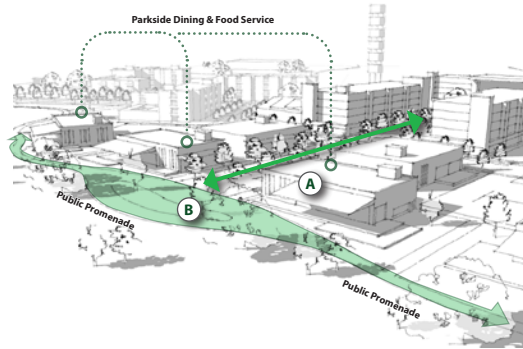 Parkside Dining & Food Service
A
B
Public Promenade
Public Promenade